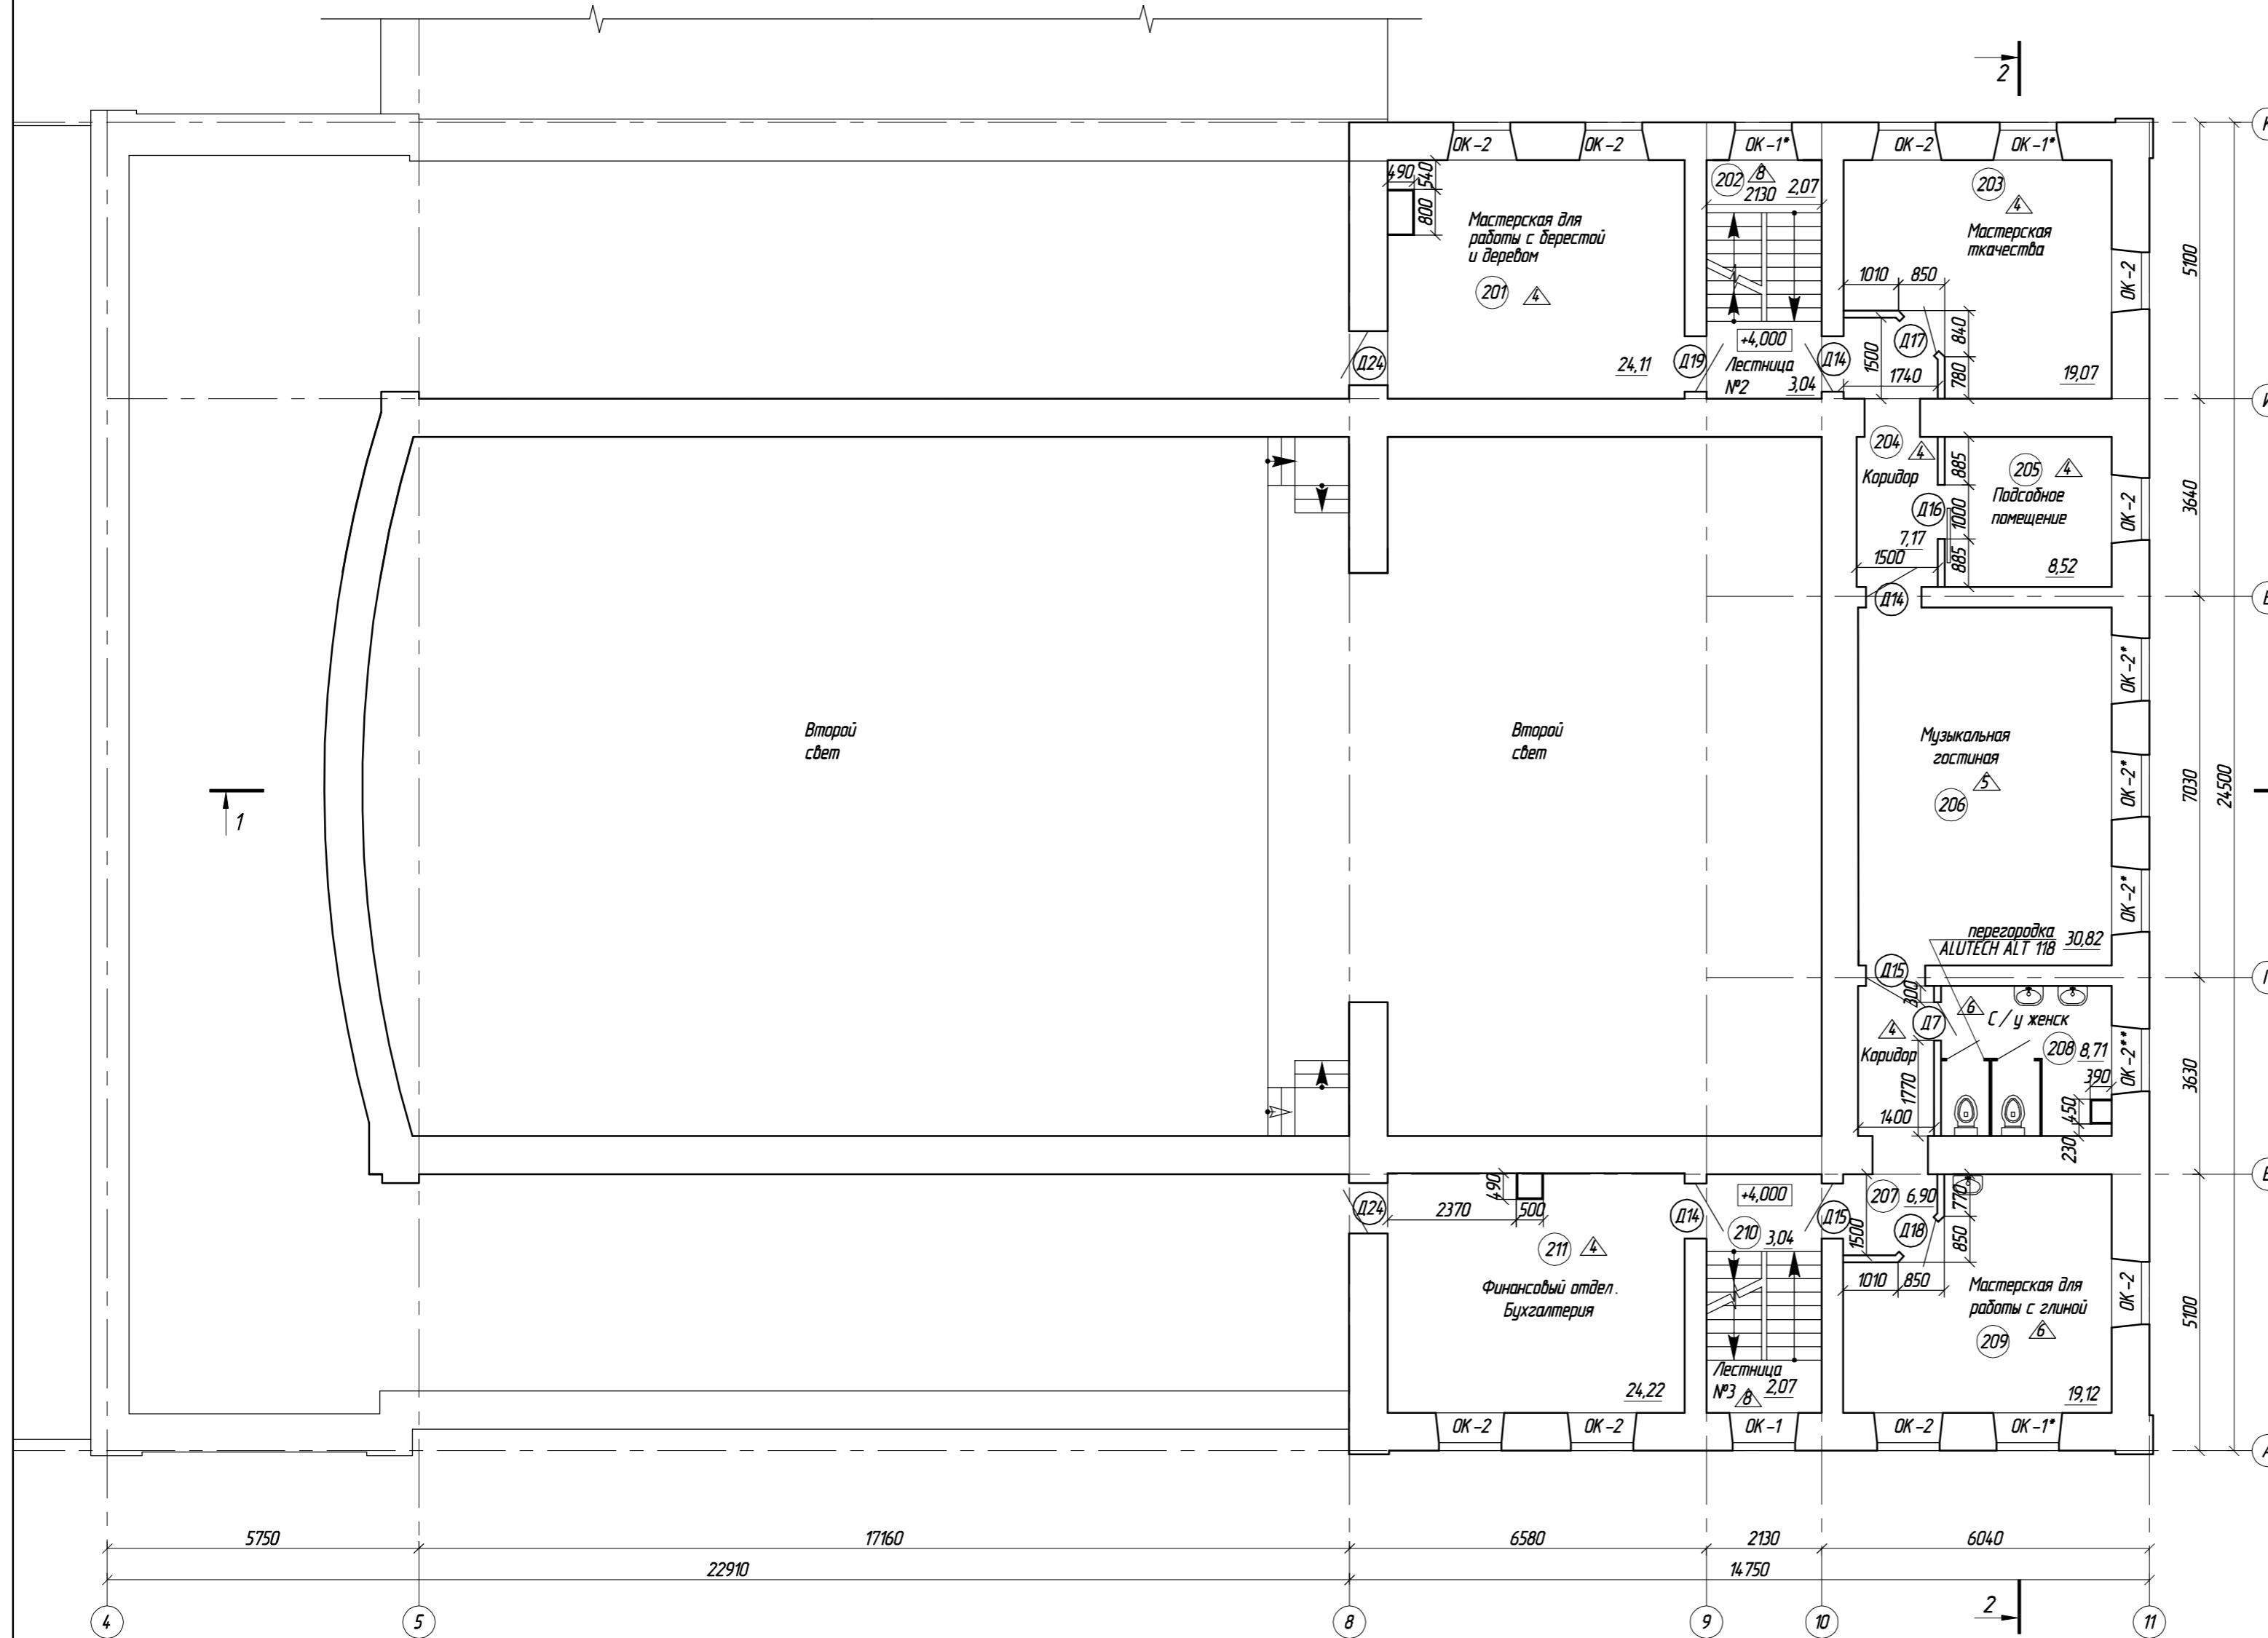 2
К
ОК-2
ОК-2
ОК-1*
ОК-2
ОК-1*
490
540
800
202
8
2130
2,07
203
4
Мастерская
ткачества
Мастерская для
работы с берестой
и деревом
201
4
1010
850
ОК-2
5100
+4,000
Д17
840
1500
Д24
24,11
Д19
Лестница
№2
3,04
Д14
1740
780
19,07
204
4
Коридор
885
205
4
Подсобное
помещение
Д16
1000
ОК-2
3640
7,17
1500
885
8,52
Д14
Второй
свет
Второй
свет
Музыкальная
гостиная
5
206
ОК-2*
ОК-2*
ОК-2*
7030
24500
1
перегородка
ALUTECH ALT 118
30,82
Д15
300
6
С/у женск
Д7
4
Коридор
208
8,71
ОК-2**
390
3630
1770
450
1400
230
Д24
490
2370
500
Д14
+4,000
210
3,04
Д15
207
6,90
770
Д18
1500
850
211
4
Финансовый отдел.
Бухгалтерия
1010
850
Мастерская для
работы с глиной
209
6
ОК-2
5100
24,22
Лестница
№3
8
2,07
19,12
ОК-2
ОК-2
ОК-1
ОК-2
ОК-1*
5750
17160
6580
2130
6040
22910
14750
2
4
5
8
9
10
11